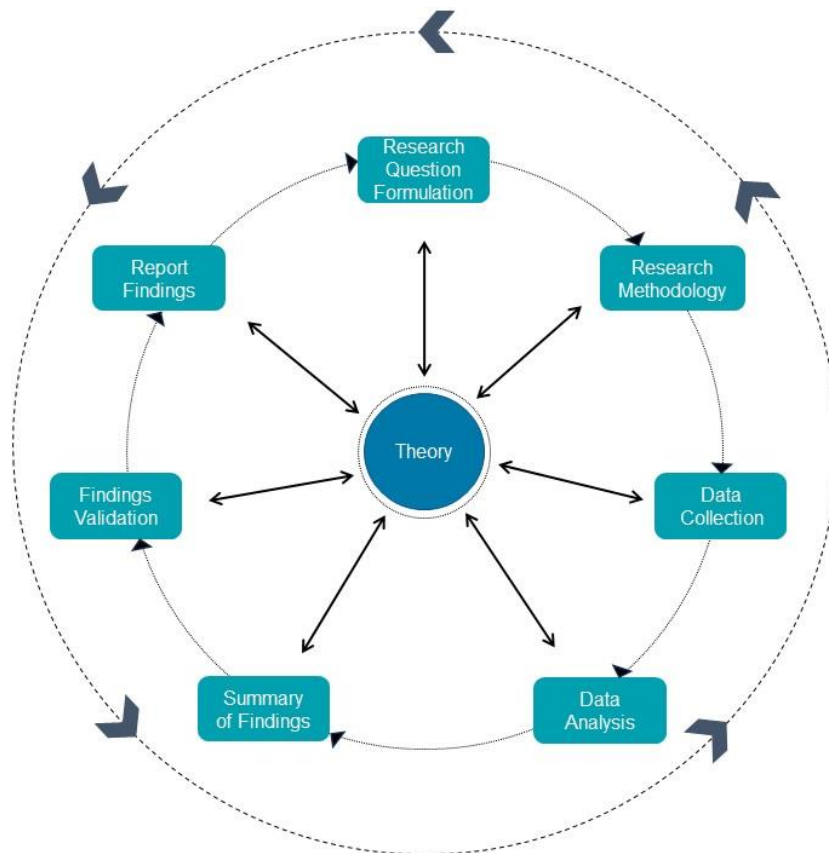 Research
Question
Formulation
Report
Findings
Research
Methodology
Theory
Findings
Validation
Data
Collection
Summary
of Findings
Data
Analysis